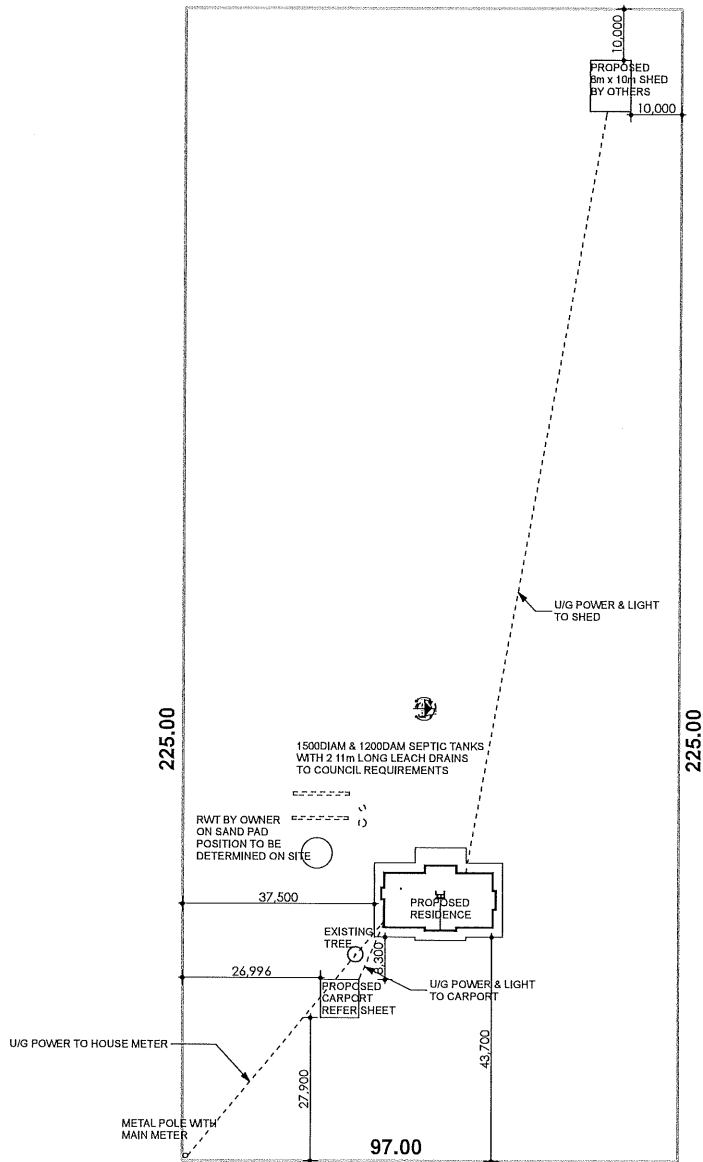 10,000
PROPOSED
8m x 10m SHED
BY OTHERS
10,000
U/G POWER & LIGHT
TO SHED
225.00
225.00
1500DIAM & 1200DAM SEPTIC TANKS
WITH 2 11m LONG LEACH DRAINS
TO COUNCIL REQUIREMENTS
RWT BY OWNER
ON SAND PAD
POSITION TO BE
DETERMINED ON SITE
37,500
PROPOSED
RESIDENCE
EXISTING
TREE
8,300
26,996
PROPOSED
CARPORT
REFER SHEET
U/G POWER & LIGHT
TO CARPORT
U/G POWER TO HOUSE METER
27,900
43,700
METAL POLE WITH
MAIN METER
97.00